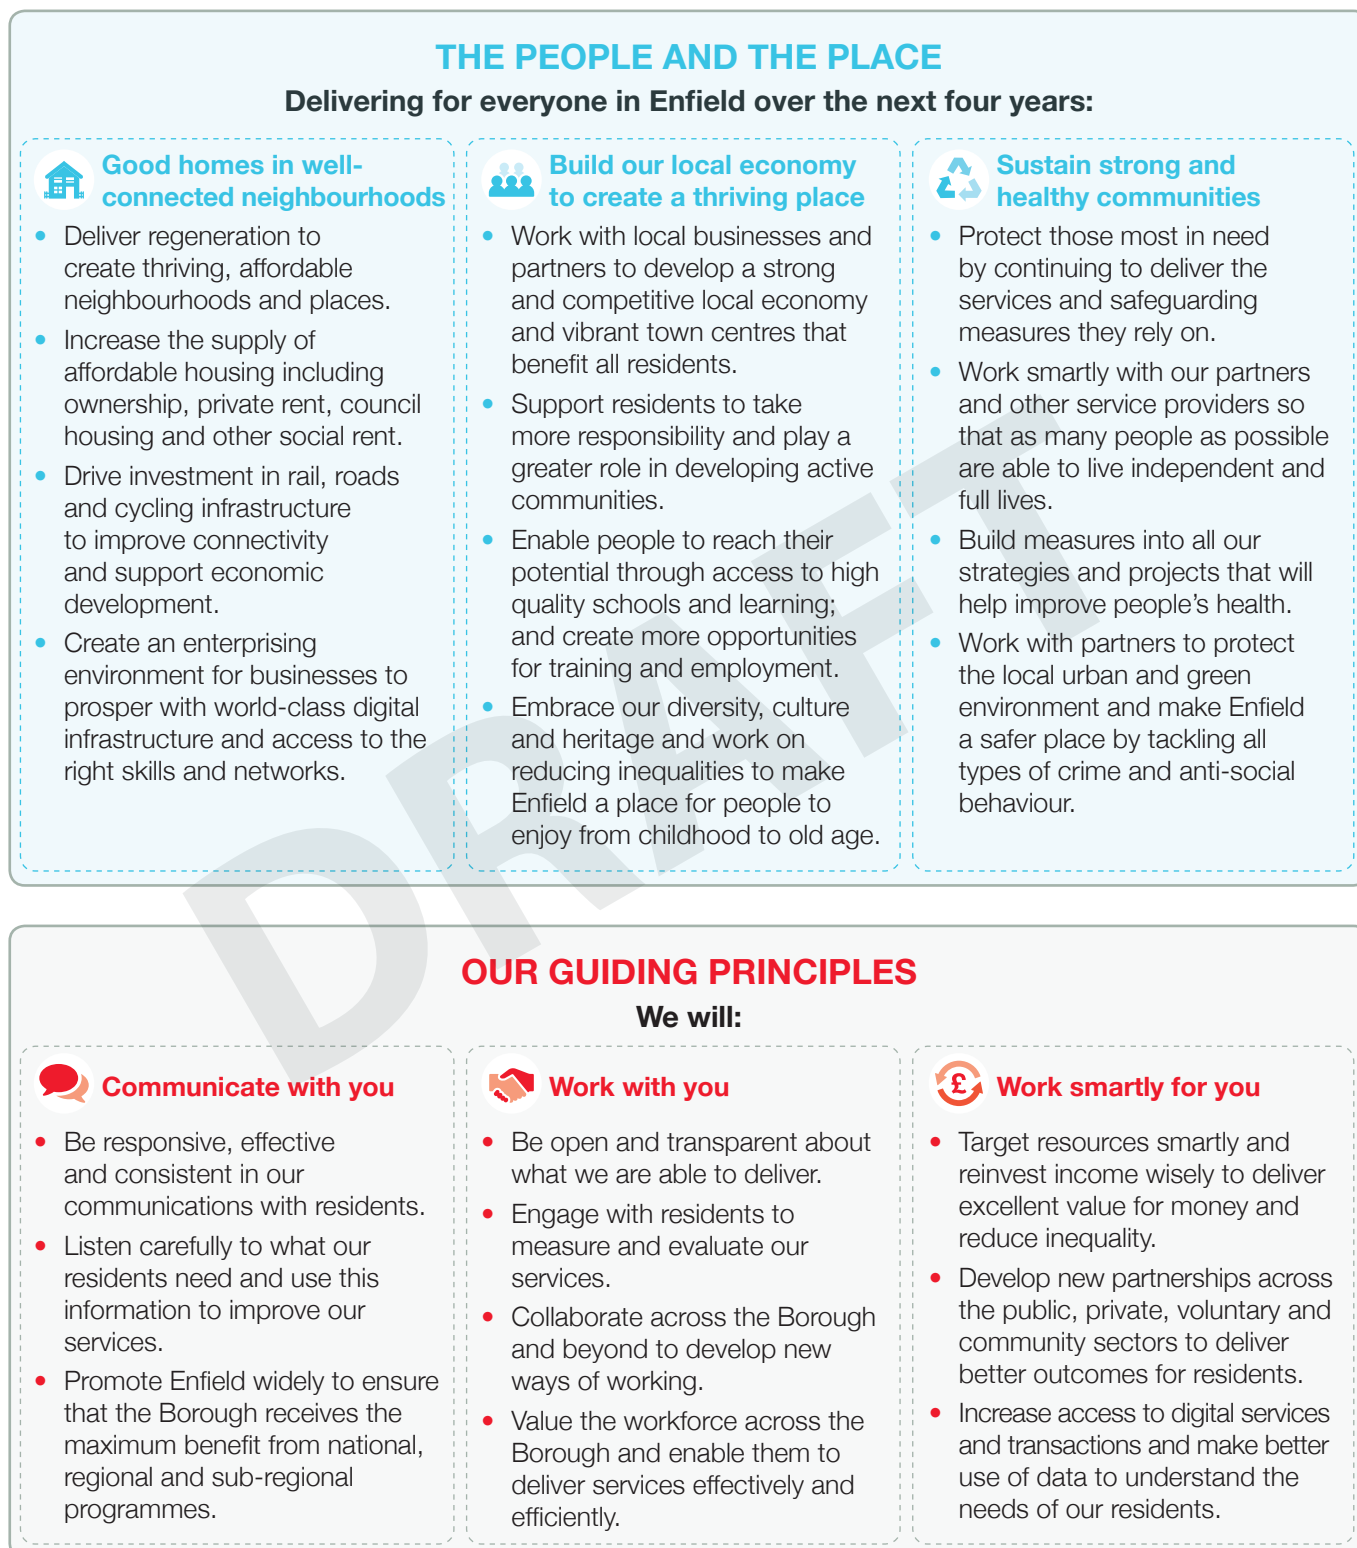 THE PEOPLE AND THE PLACE
Delivering for everyone in Enfield over the next four years:
Good homes in well-
connected neighbourhoods
• Deliver regeneration to
create thriving, affordable
neighbourhoods and places.
• Increase the supply of
affordable housing including
ownership, private rent, council
housing and other social rent.
• Drive investment in rail, roads
and cycling infrastructure
to improve connectivity
and support economic
development.
• Create an enterprising
environment for businesses to
prosper with world-class digital
infrastructure and access to the
right skills and networks.
Build our local economy
to create a thriving place
• Work with local businesses and
partners to develop a strong
and competitive local economy
and vibrant town centres that
benefit all residents.
• Support residents to take
more responsibility and play a
greater role in developing active
communities.
• Enable people to reach their
potential through access to high
quality schools and learning;
and create more opportunities
for training and employment.
• Embrace our diversity, culture
and heritage and work on
reducing inequalities to make
Enfield a place for people to
enjoy from childhood to old age.
Sustain strong and
healthy communities
• Protect those most in need
by continuing to deliver the
services and safeguarding
measures they rely on.
• Work smartly with our partners
and other service providers so
that as many people as possible
are able to live independent and
full lives.
• Build measures into all our
strategies and projects that will
help improve people’s health.
• Work with partners to protect
the local urban and green
environment and make Enfield
a safer place by tackling all
types of crime and anti-social
behaviour.
DRAFT
OUR GUIDING PRINCIPLES
We will:
Communicate with you
• Be responsive, effective
and consistent in our
communications with residents.
• Listen carefully to what our
residents need and use this
information to improve our
services.
• Promote Enfield widely to ensure
that the Borough receives the
maximum benefit from national,
regional and sub-regional
programmes.
Work with you
• Be open and transparent about
what we are able to deliver.
• Engage with residents to
measure and evaluate our
services.
• Collaborate across the Borough
and beyond to develop new
ways of working.
• Value the workforce across the
Borough and enable them to
deliver services effectively and
efficiently.
£
Work smartly for you
• Target resources smartly and
reinvest income wisely to deliver
excellent value for money and
reduce inequality.
• Develop new partnerships across
the public, private, voluntary and
community sectors to deliver
better outcomes for residents.
• Increase access to digital services
and transactions and make better
use of data to understand the
needs of our residents.